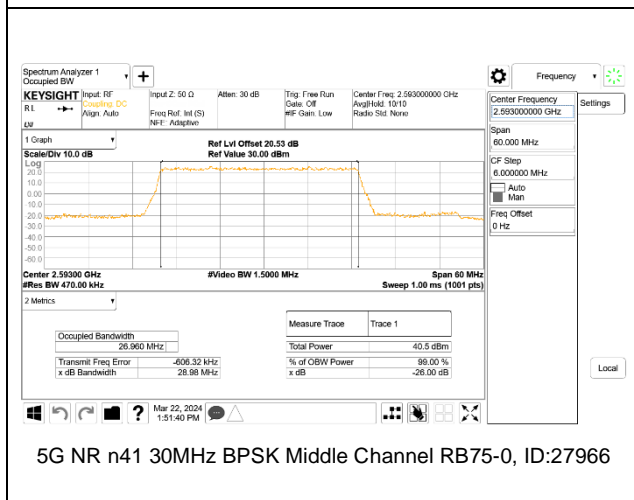 Spectrum Analyzer 1
Occupied BW
+
Frequency
KEYSIGHT
Input: RF
Coupling: DC
Align: Auto
Input Z: 50 Ω
Freq Ref: Int (S)
NFE: Adaptive
Atten: 30 dB
Trig: Free Run
Gate: Off
#IF Gain: Low
Center Freq: 2.593000000 GHz
Avg|Hold: 10/10
Radio Std: None
Center Frequency
2.593000000 GHz
Settings
Span
60.000 MHz
CF Step
6.000000 MHz
Auto
Man
Freq Offset
0 Hz
Local
1 Graph
Scale/Div 10.0 dB
Ref Lvl Offset 20.53 dB
Ref Value 30.00 dBm
Log
20.0
10.0
0.00
-10.0
-20.0
-30.0
-40.0
-50.0
-60.0
Center 2.59300 GHz
#Video BW 1.5000 MHz
Span 60 MHz
#Res BW 470.00 kHz
Sweep 1.00 ms (1001 pts)
2 Metrics
Measure Trace
Trace 1
Occupied Bandwidth
26.960 MHz
Total Power
40.5 dBm
Transmit Freq Error
-606.32 kHz
% of OBW Power
99.00 %
x dB Bandwidth
28.98 MHz
x dB
-26.00 dB
?
Mar 22, 2024
1:51:40 PM
5G NR n41 30MHz BPSK Middle Channel RB75-0, ID:27966